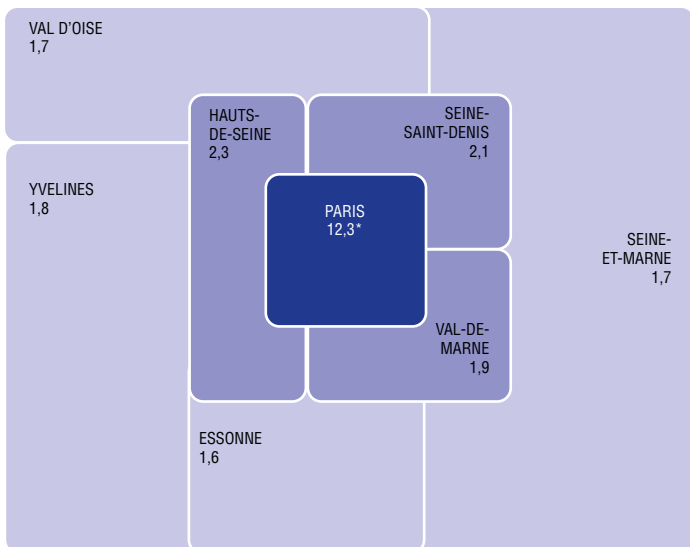 VAL D’OISE
1,7
HAUTS-
DE-SEINE
2,3
SEINE-
SAINT-DENIS
2,1
YVELINES
1,8
PARIS
12,3*
SEINE-
ET-MARNE
1,7
VAL-DE-
MARNE
1,9
ESSONNE
1,6